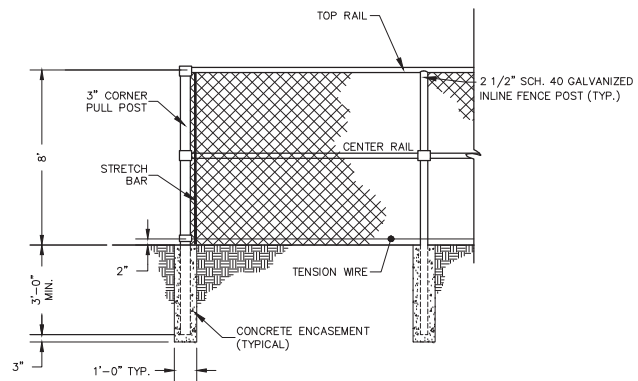 TOP RAIL
2 1/2" SCH. 40 GALVANIZED
INLINE FENCE POST (TYP.)
3" CORNER
PULL POST
8'
CENTER RAIL
STRETCH
BAR
2"
TENSION WIRE
3'-0"
MIN.
CONCRETE ENCASEMENT
(TYPICAL)
3"
1'-0" TYP.